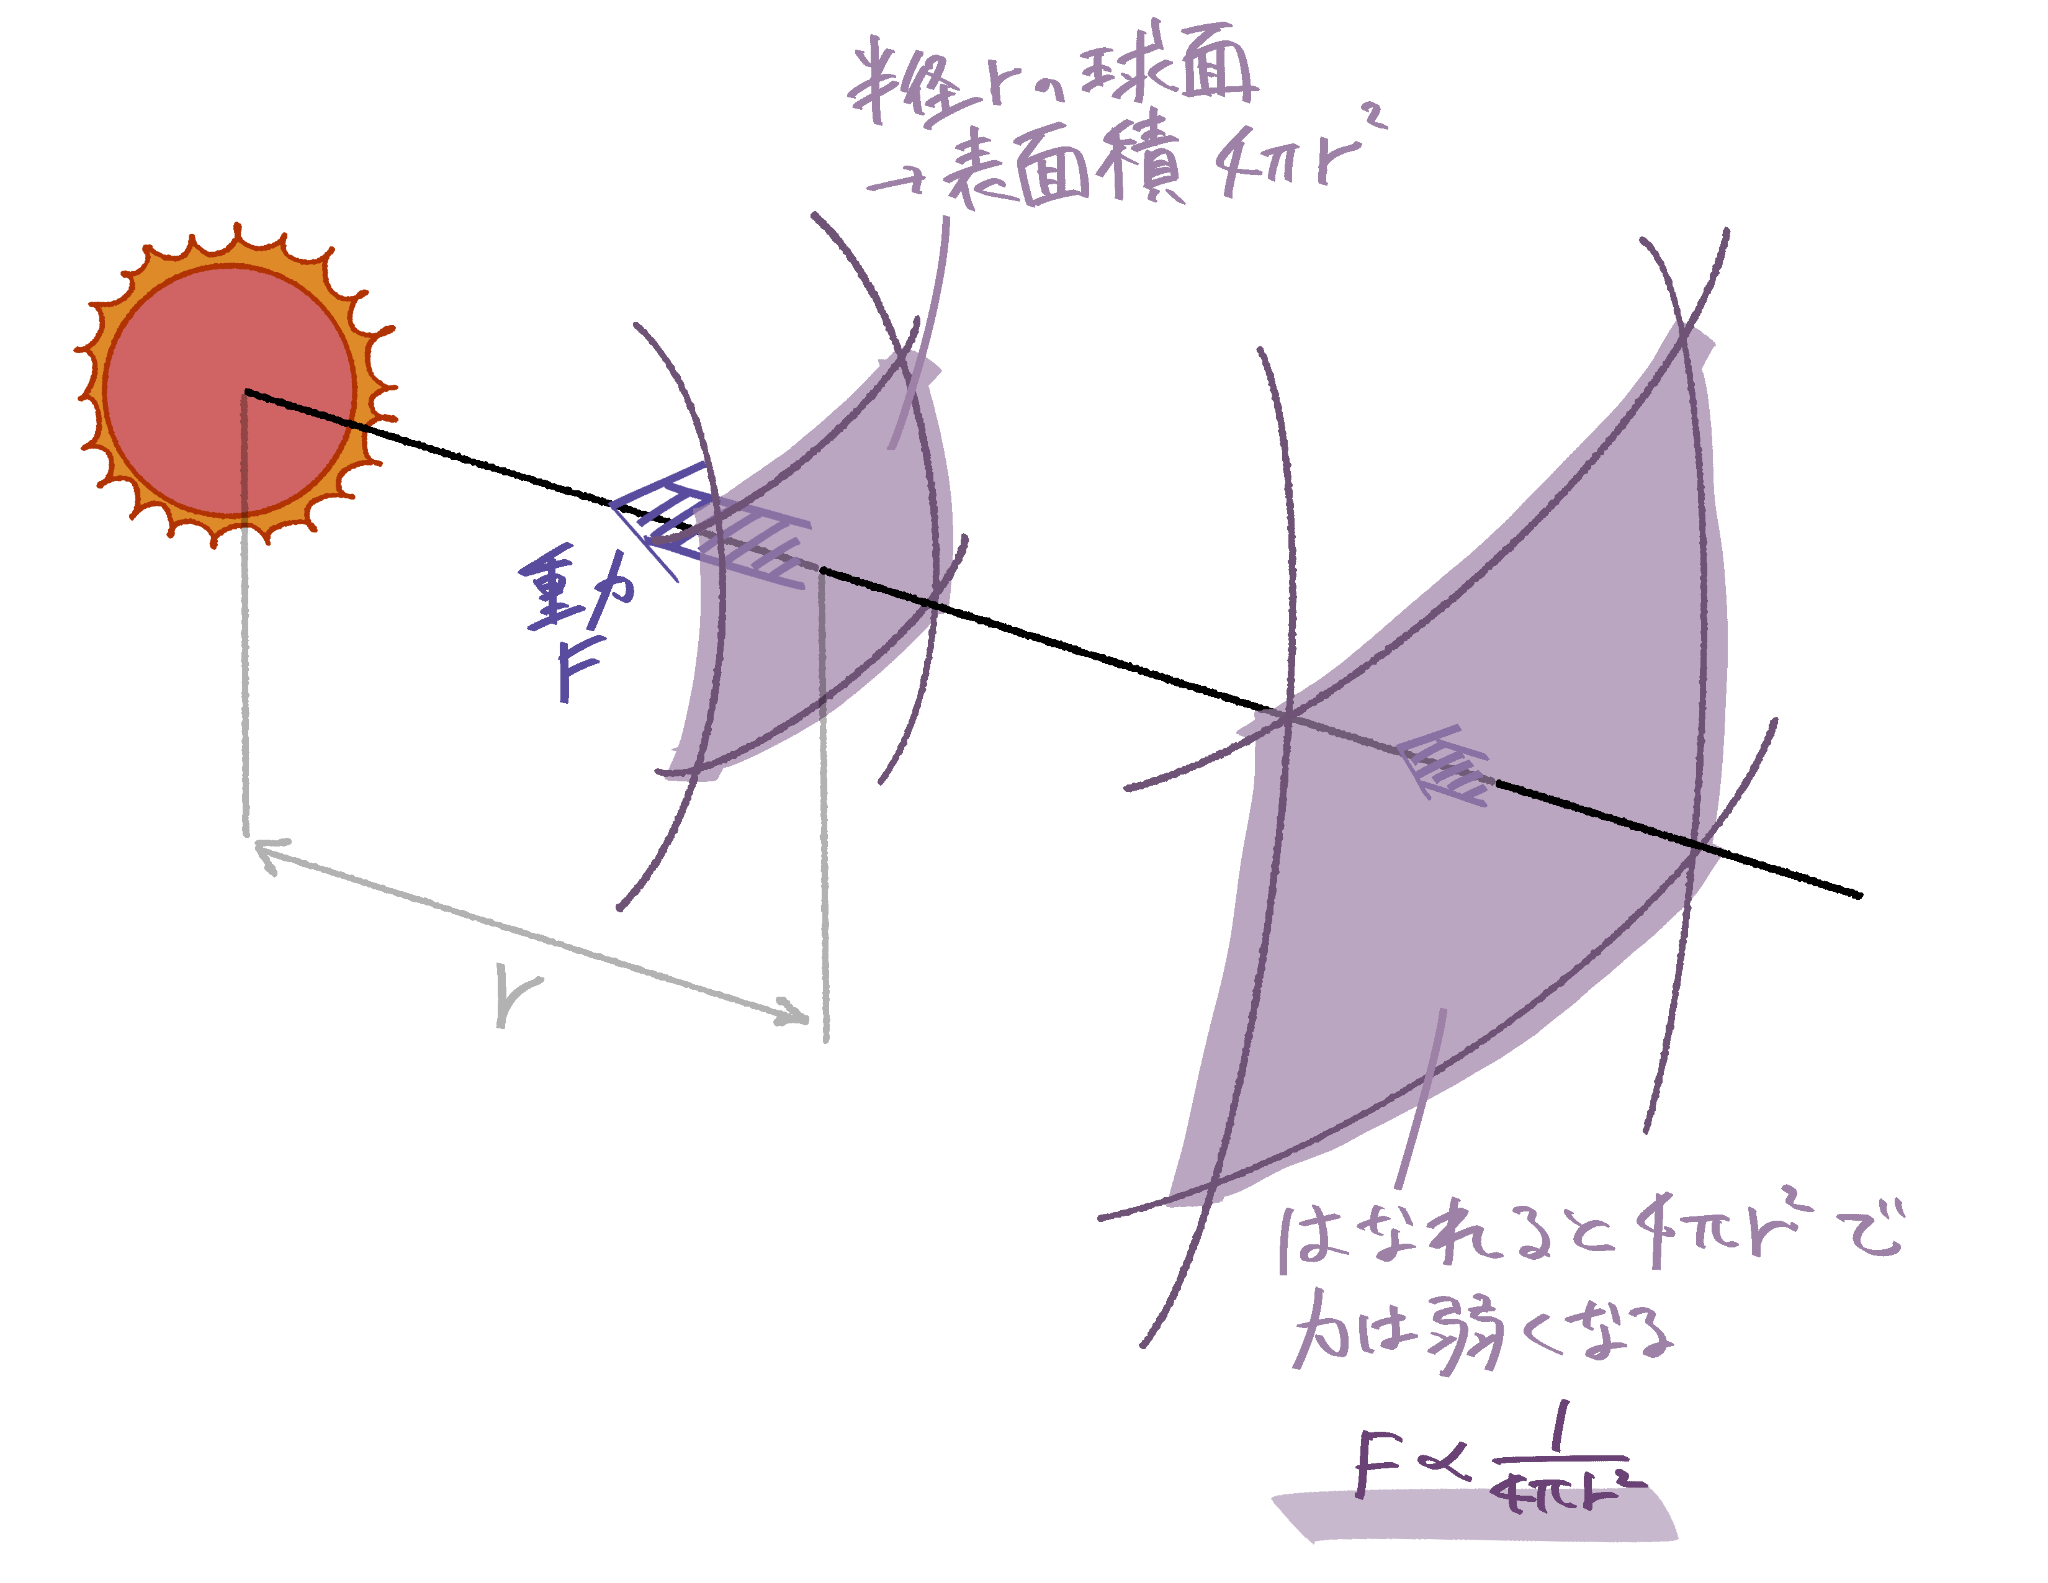 半径rの球面
→表面積 4πr²
動力
F
r
はなれると4πr²で
力は弱くなる
F ∝ 1/4πr²